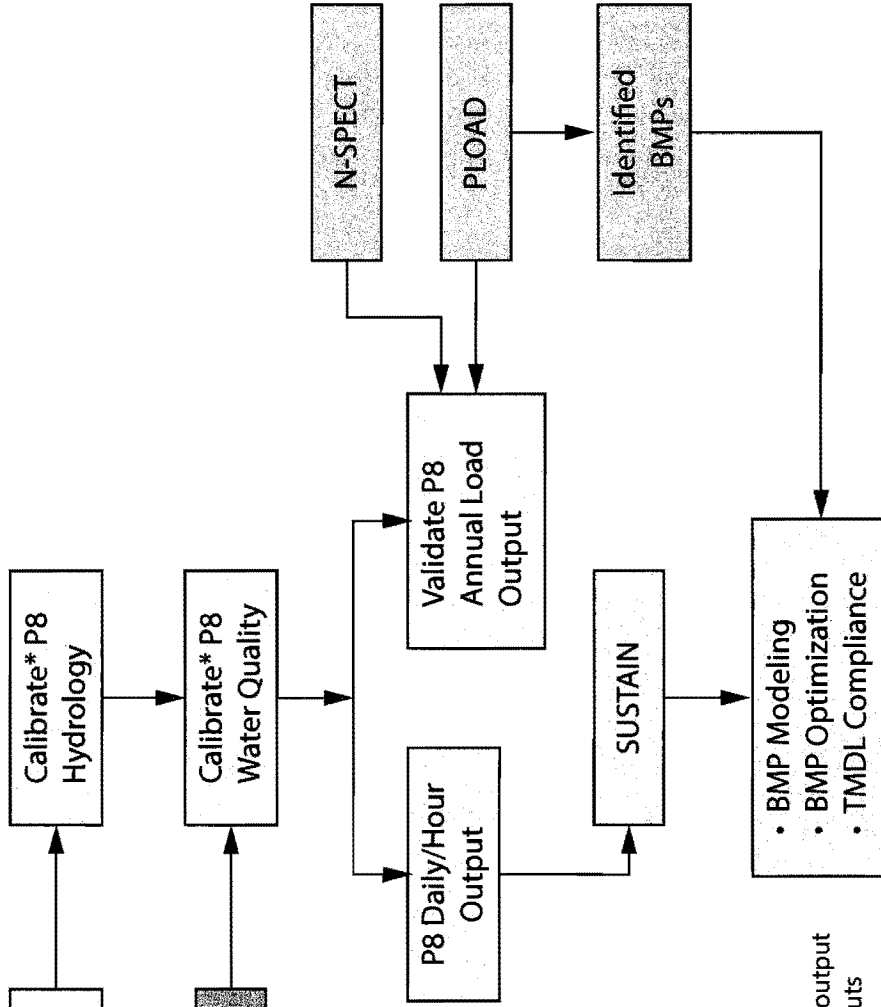 Calibrate* P8
Hydrology
Calibrate* P8
Water Quality
N-SPECT
PLOAD
Validate P8
Annual Load
Output
Identified
BMPs
P8 Daily/Hour
Output
SUSTAIN
• BMP Modeling
• BMP Optimization
• TMDL Compliance
output